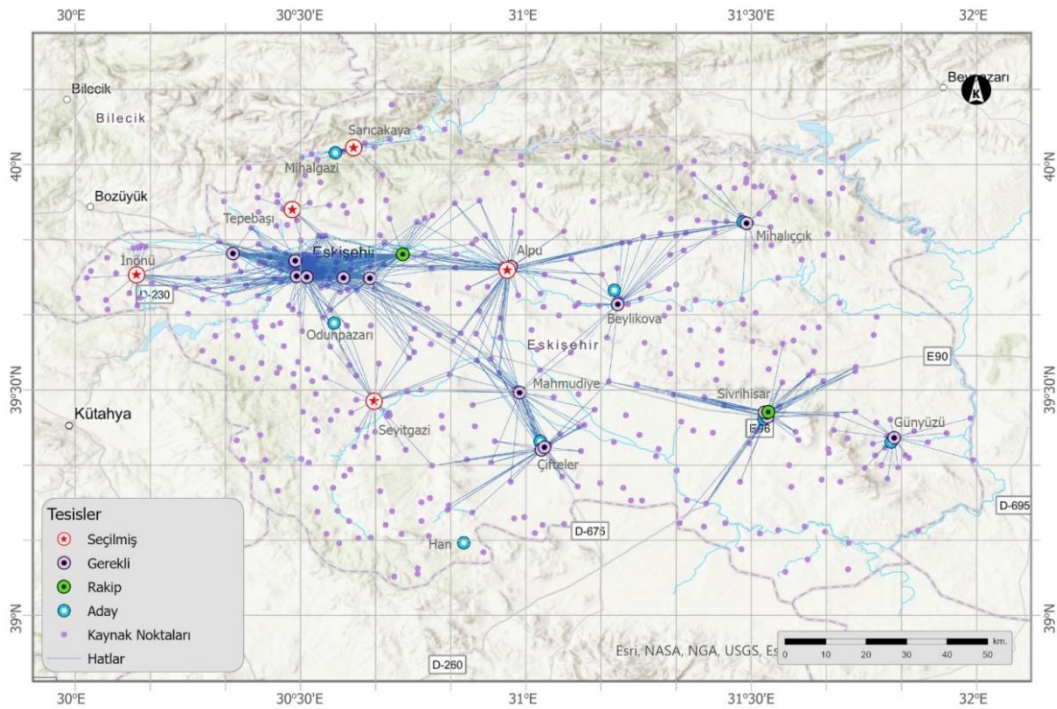 30°E 30°30'E 31°E 31°30'E 32°E
40°N
40°N
39°30'N
39°30'N
39°N
39°N
Bilecik
Bilecik
K
Sarıcakaya
Mihalgazi
Bozüyük
Tepebaşı
Mihalıççık
İnönü
Eskişehir
Alpu
D-230
Beylikova
Odunpazarı
Eskişehir
E90
Mahmudiye
Sivrihisar
Kütahya
Seyitgazi
E96
Günyüzü
Çifteler
D-695
D-675
Han
Tesisler
Seçilmiş
Gerekli
Rakip
Aday
Kaynak Noktaları
Hatlar
D-260
Esri, NASA, NGA, USGS,
km.
0 10 20 30 40 50
30°E 30°30'E 31°E 31°30'E 32°E